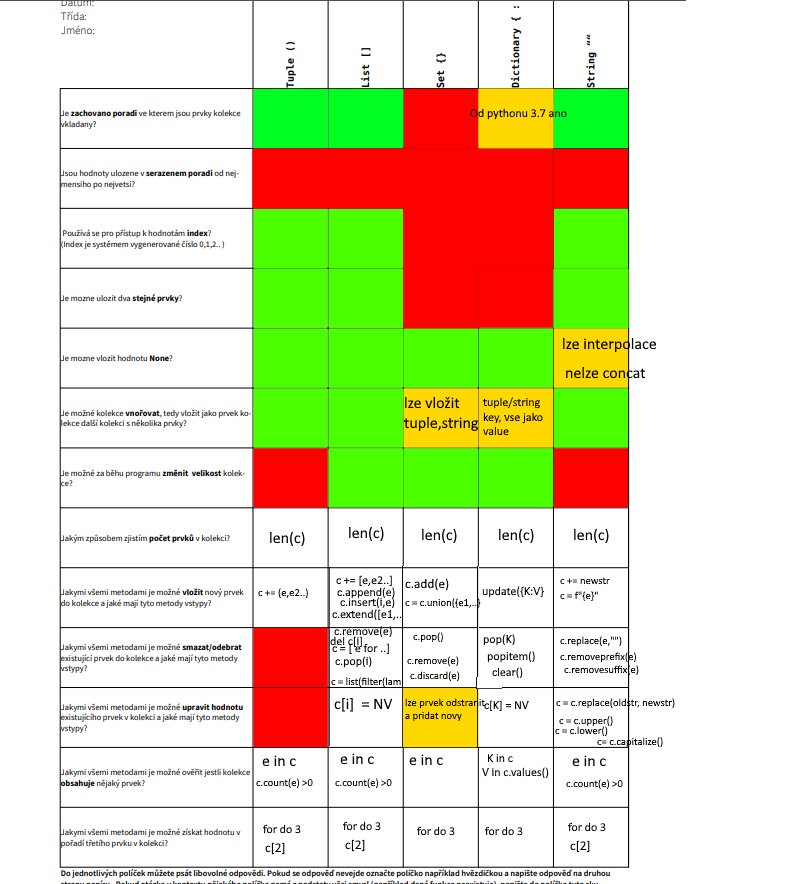 Datum:
Třída:
Jméno:
Tuple ()
List []
Set {}
Dictionary { :
String “”
Je zachovano poradi ve kterem jsou prvky kolekce
vkladany?
Od pythonu 3.7 ano
Jsou hodnoty ulozene v serazenem poradi od nej-
mensiho po nejvetsi?
Používá se pro přístup k hodnotám index?
(Index je systémem vygenerované číslo 0,1,2.. )
Je mozne ulozit dva stejné prvky?
Je mozne vlozit hodnotu None?
lze interpolace
nelze concat
Je možné kolekce vnořovat, tedy vložit jako prvek ko-
lekce další kolekci s několika prvky?
lze vložit
tuple,string
tuple/string
key, vse jako
value
Je možné za běhu programu změnit velikost kolek-
ce?
Jakým způsobem zjistím počet prvků v kolekci?
len(c)
len(c)
len(c)
len(c)
len(c)
Jakymi všemi metodami je možné vložit nový prvek
do kolekce a jaké mají tyto metody vstypy?
c += (e,e2..)
c += [e,e2..]
c.append(e)
c.insert(i,e)
c.extend([e1,..
c.add(e)
c = c.union({e1,..}
update({K:V}
c += newstr
c = f"{e}"
Jakymi všemi metodami je možné smazat/odebrat
existující prvek do kolekce a jaké mají tyto metody
vstypy?
c.remove(e)
del c[i]
c = [ e for ..]
c.pop(i)
c = list(filter(lam
c.pop()
c.remove(e)
c.discard(e)
pop(K)
popitem()
clear()
c.replace(e,"")
c.removeprefix(e)
c.removesuffix(e)
Jakymi všemi metodami je možné upravit hodnotu
existujícího prvek v kolekci a jaké mají tyto metody
vstypy?
c[i] = NV
lze prvek odstranit
a pridat novy
c[K] = NV
c = c.replace(oldstr, newstr)
c = c.upper()
c = c.lower()
c= c.capitalize()
Jakymi všemi metodami je možné ověřit jestli kolekce
obsahuje nějaký prvek?
e in c
c.count(e) >0
e in c
c.count(e) >0
e in c
K in c
V in c.values()
e in c
c.count(e) >0
Jakymi všemi metodami je možné získat hodnotu v
pořadí třetího prvku v kolekci?
for do 3
c[2]
for do 3
c[2]
for do 3
for do 3
for do 3
c[2]
Do jednotlivých políček můžete psát libovolné odpovědi. Pokud se odpověď nevejde označte políčko například hvězdičkou a napište odpověď na druhou